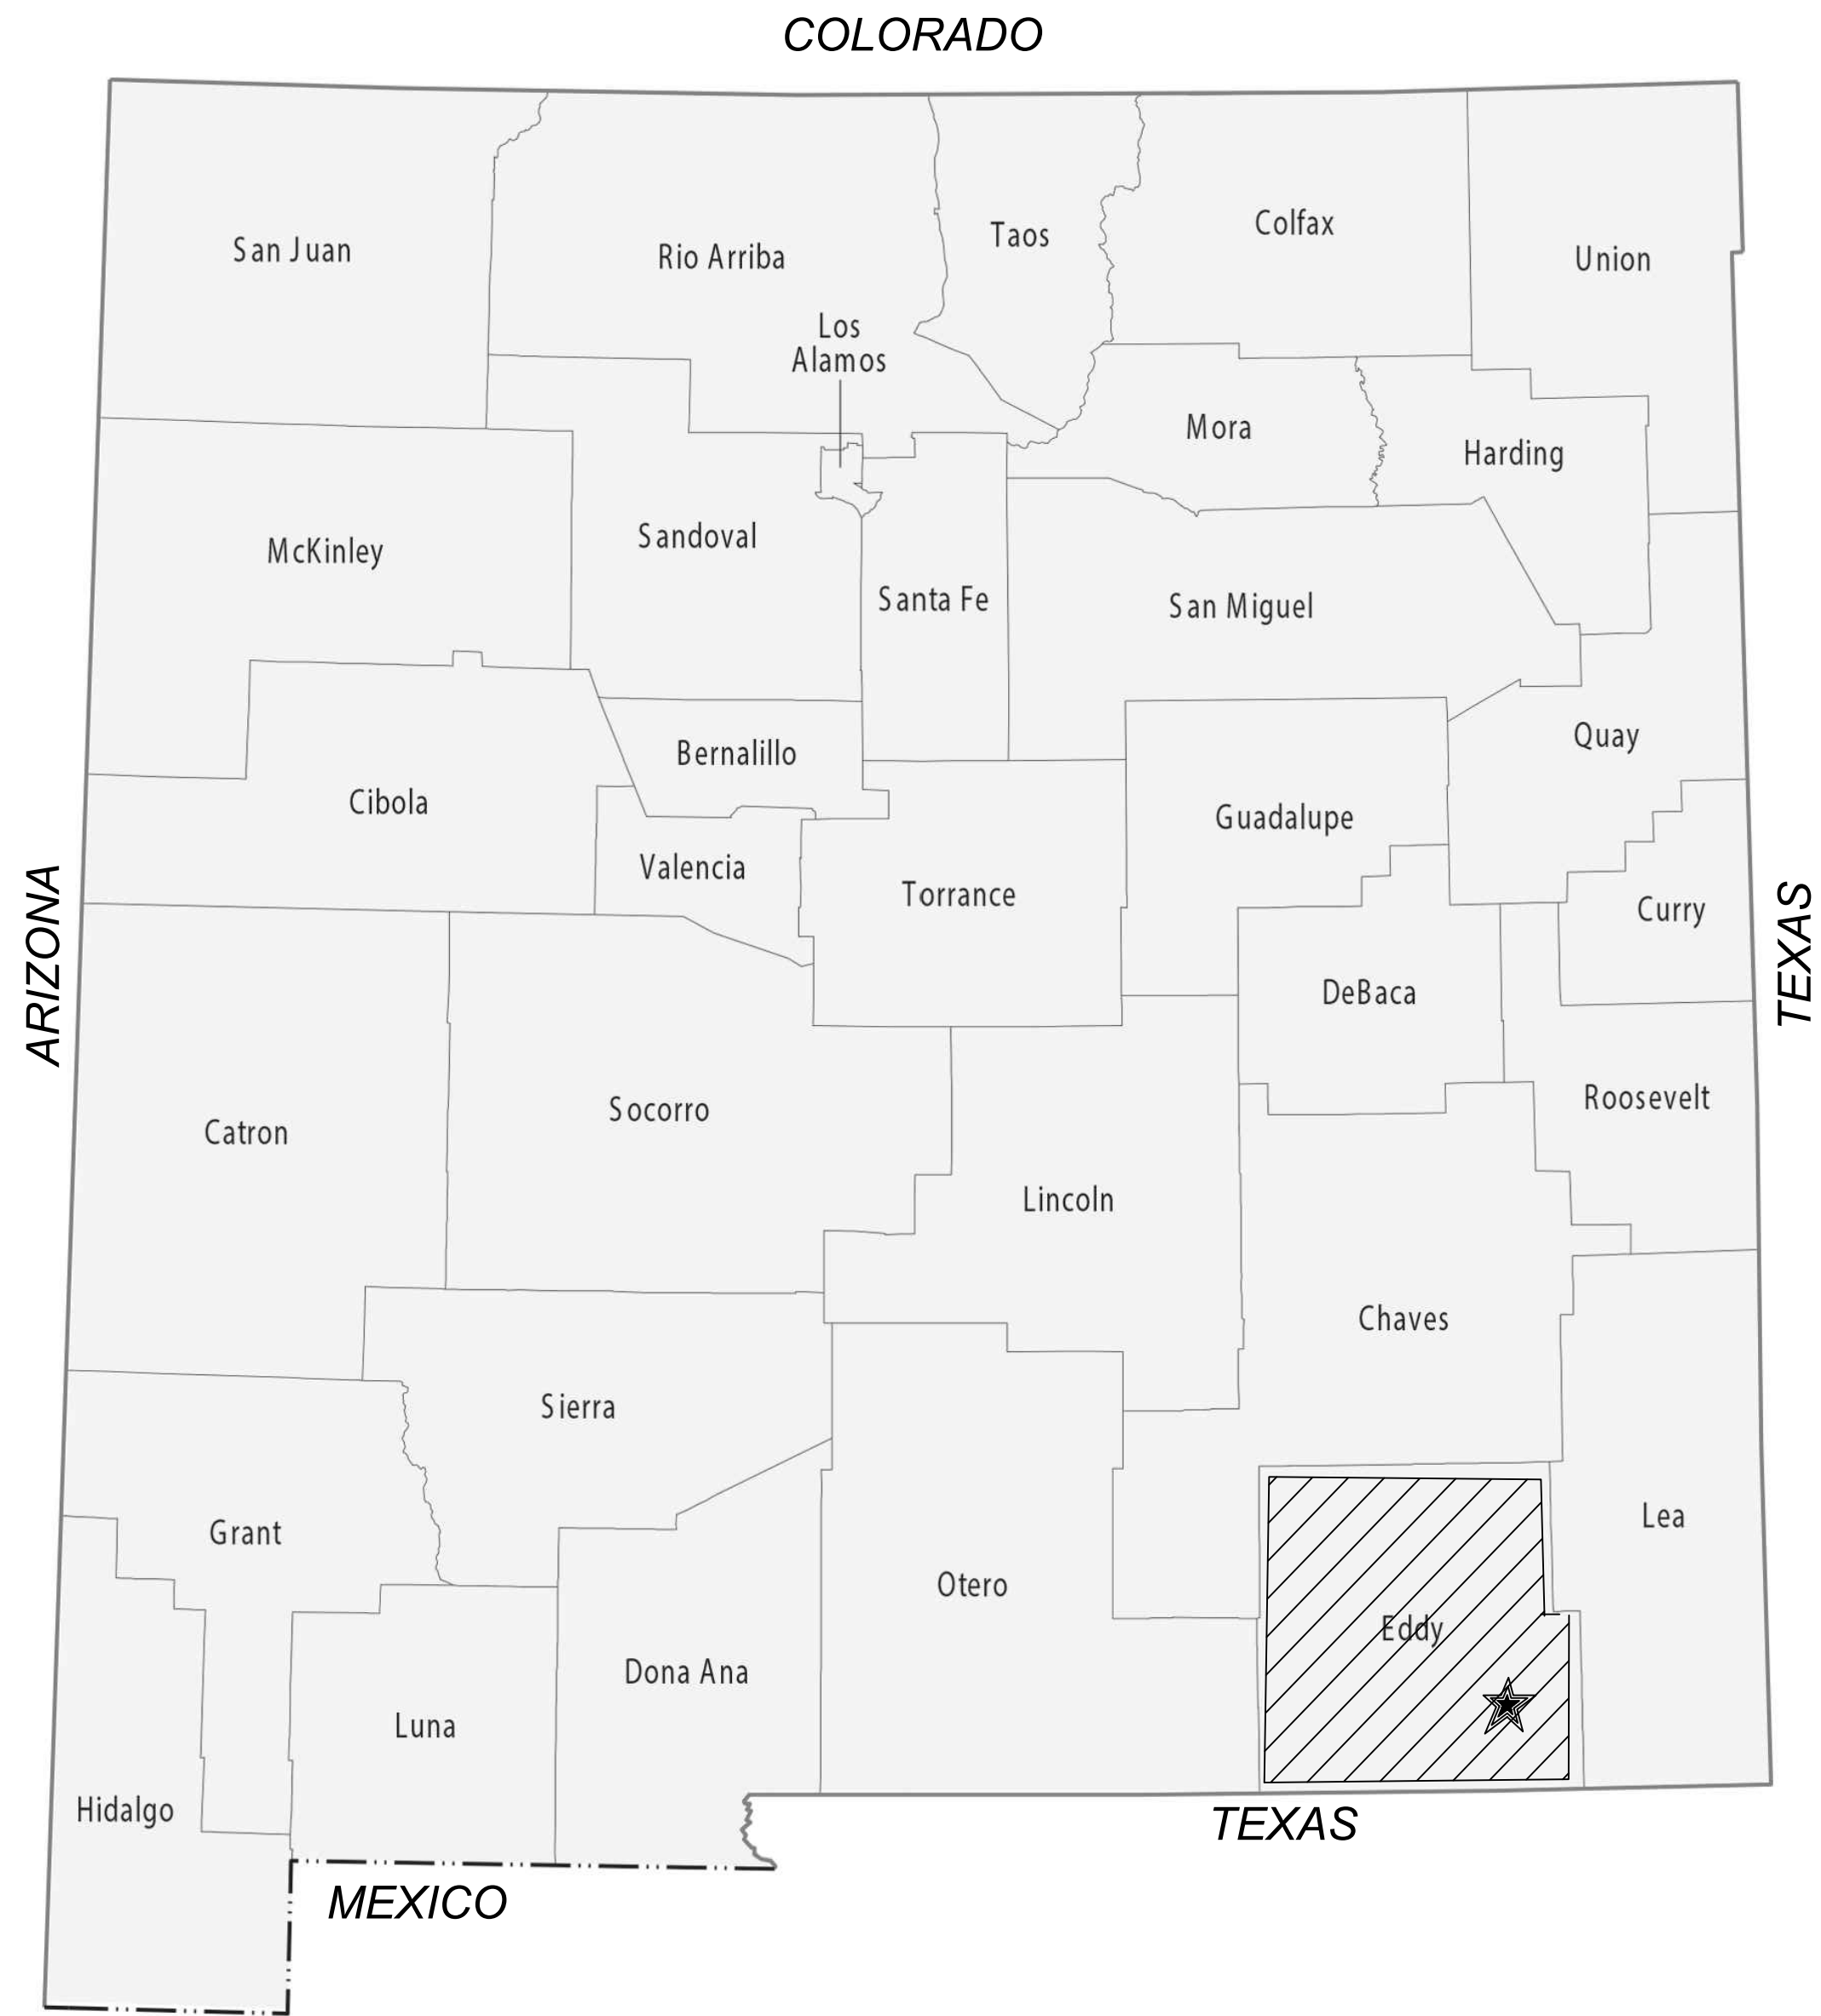 COLORADO
San Juan
Rio Arriba
Taos
Colfax
Union
Los
Alamos
Mora
Harding
McKinley
Sandoval
Santa Fe
San Miguel
Quay
Bernalillo
Cibola
Guadalupe
Valencia
Torrance
Curry
ARIZONA
TEXAS
DeBaca
Roosevelt
Catron
Socorro
Lincoln
Chaves
Sierra
Lea
Grant
Otero
Eddy
Dona Ana
Luna
Hidalgo
TEXAS
MEXICO